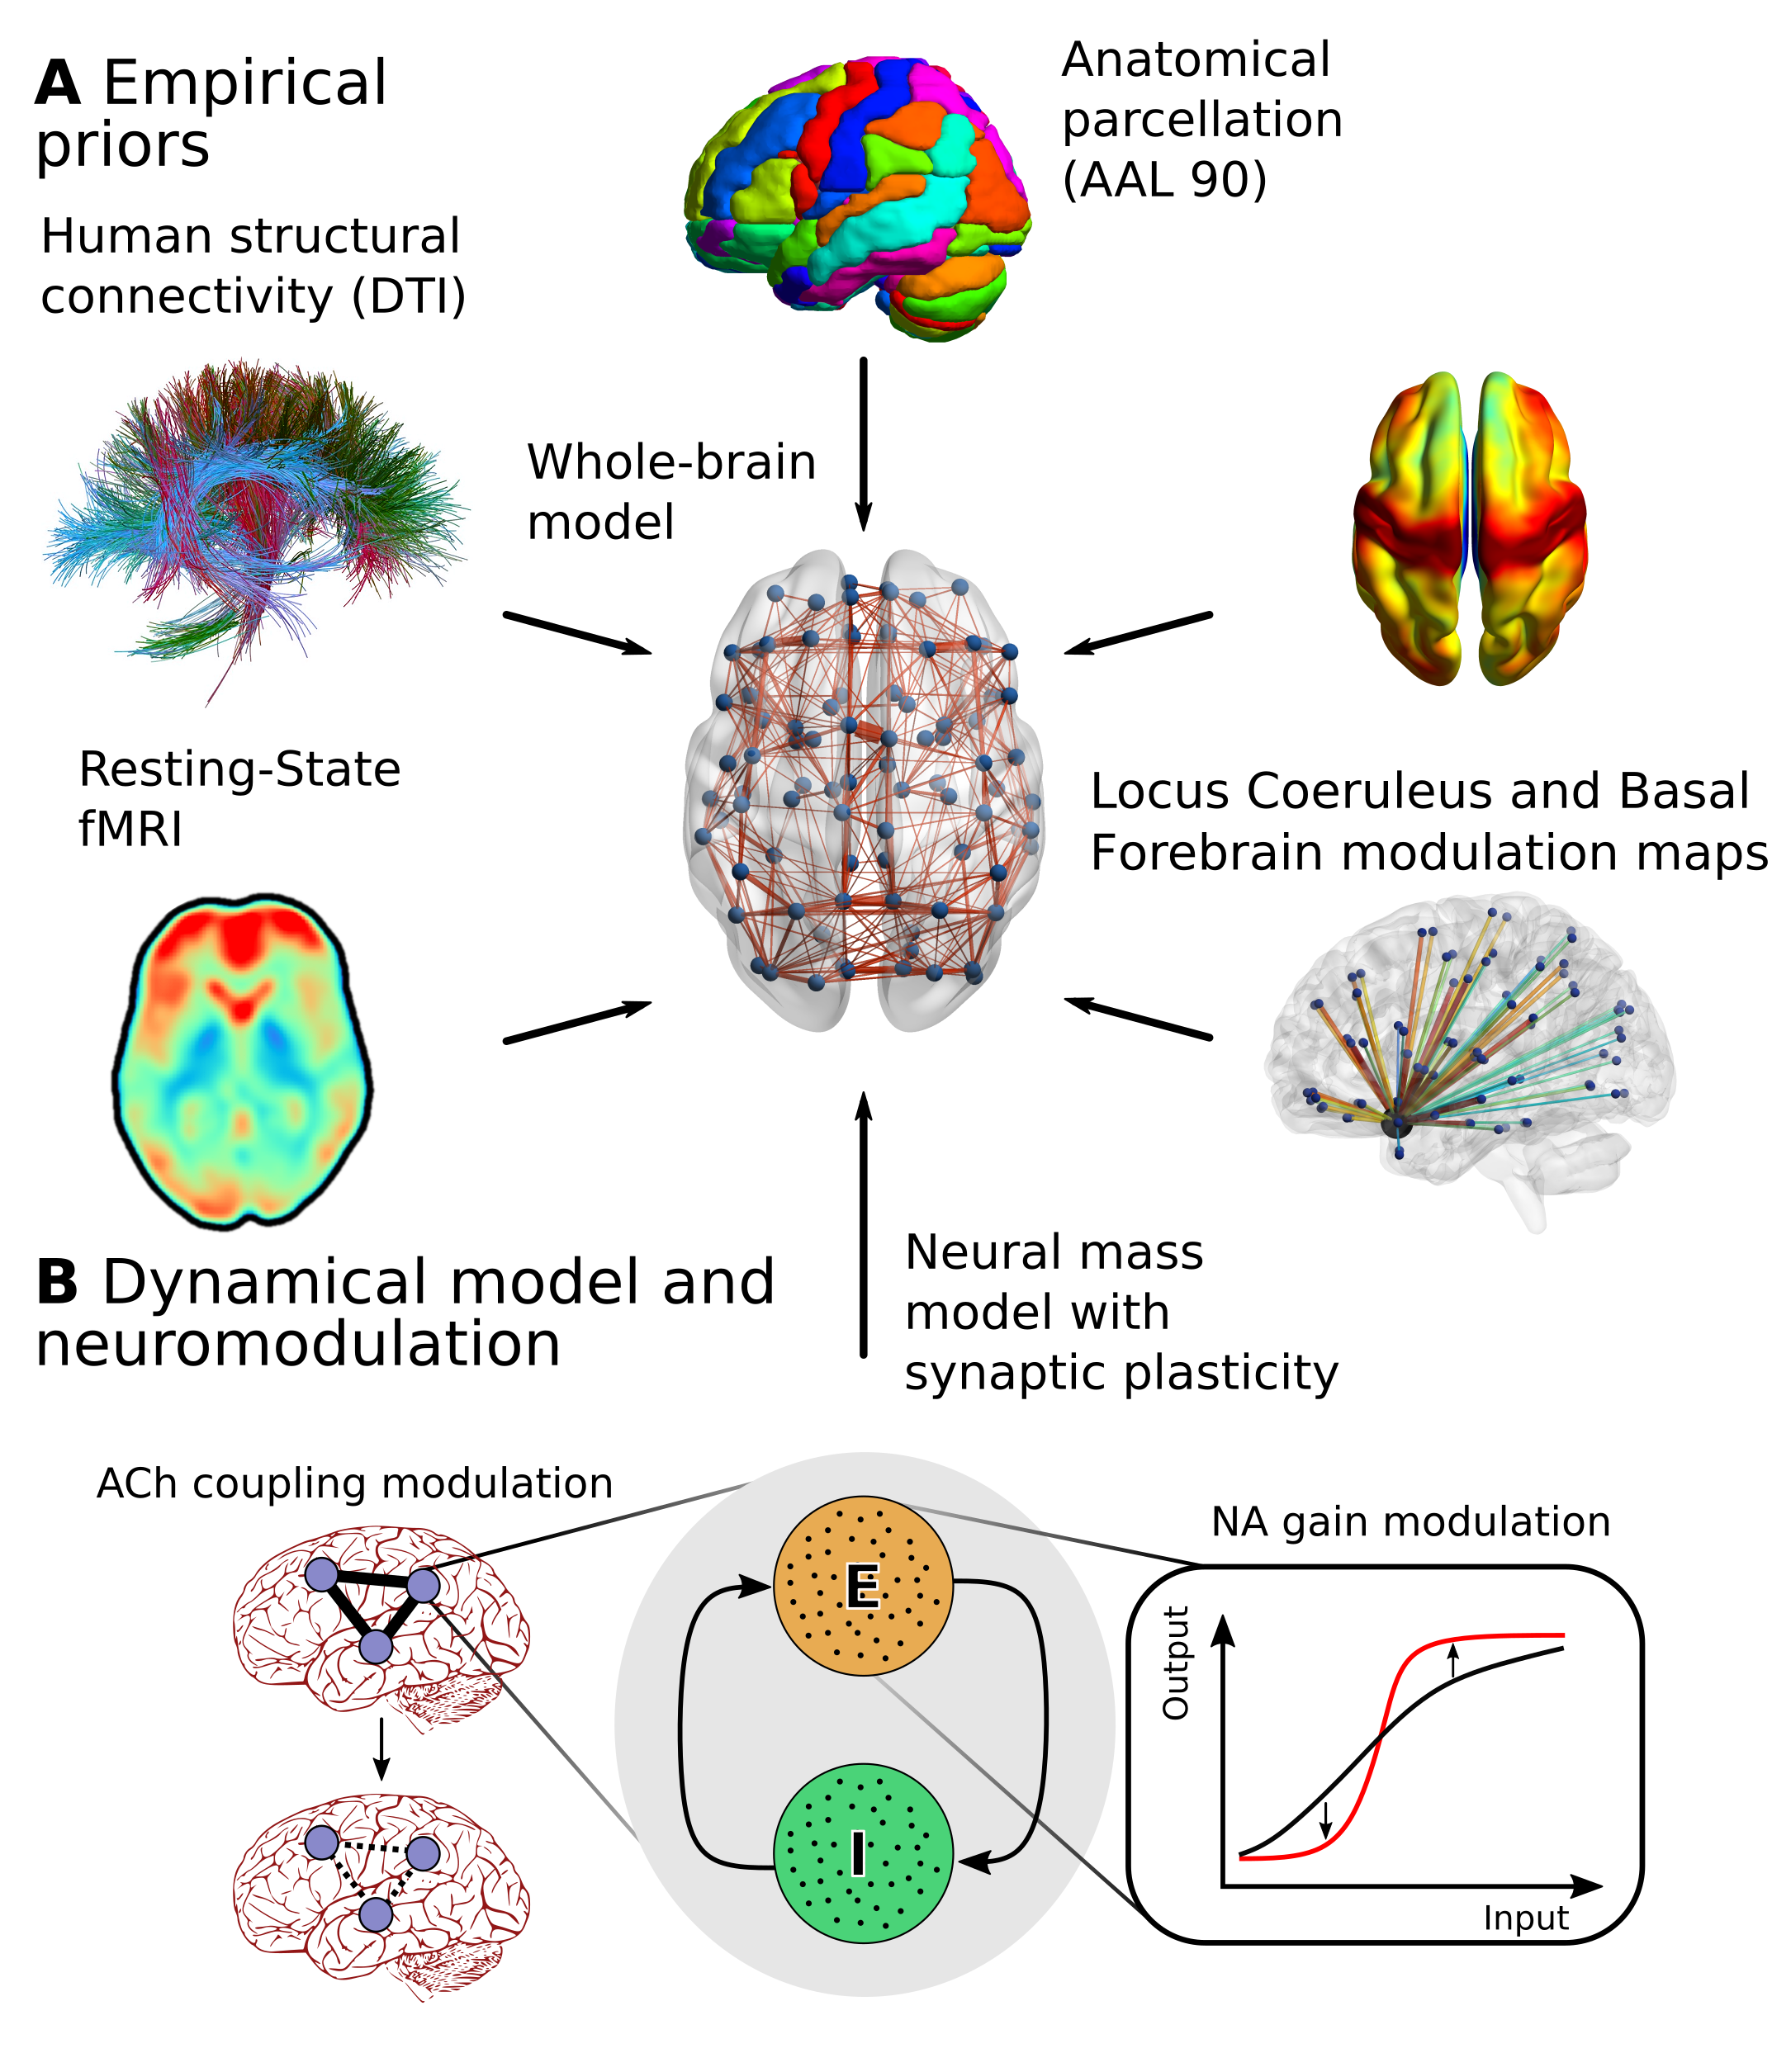 A Empirical
priors
Anatomical
parcellation
(AAL 90)
Human structural
connectivity (DTI)
Whole-brain
model
Resting-State
fMRI
Locus Coeruleus and Basal
Forebrain modulation maps
B Dynamical model and
neuromodulation
Neural mass
model with
synaptic plasticity
ACh coupling modulation
E
I
NA gain modulation
Output
Input